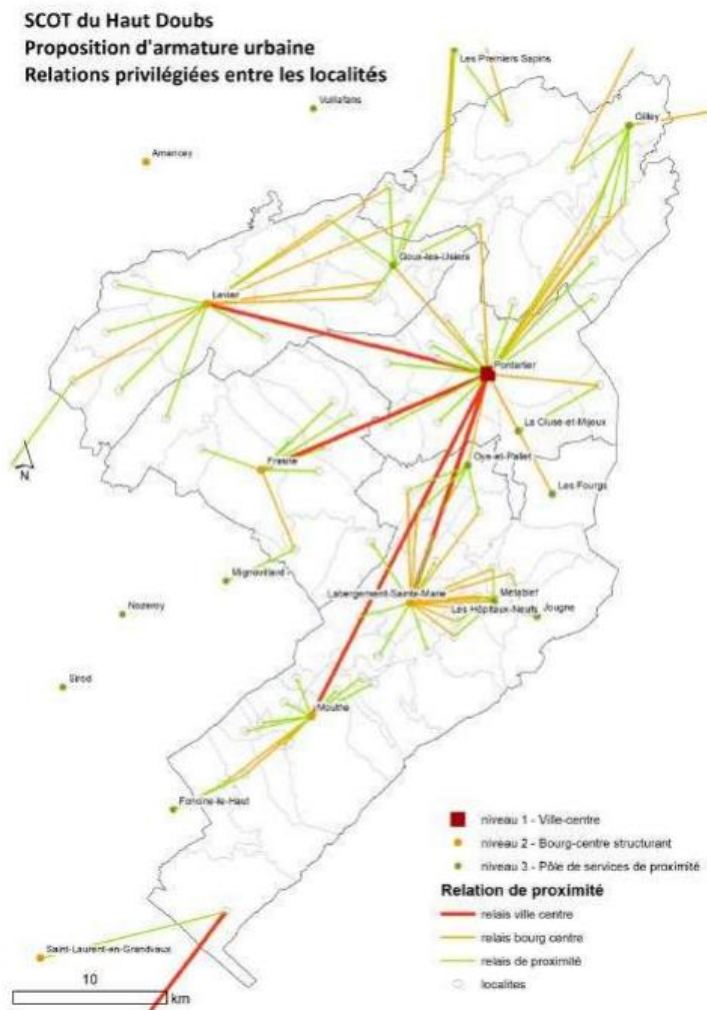 SCOT du Haut Doubs
Proposition d'armature urbaine
Relations privilégiées entre les localités
Les Premiers Sapins
Vuillafans
Gilley
Amancey
Goux-les-Usiers
Levier
Pontarlier
La Cluse-et-Mijoux
N
Frasne
Oye-et-Pallet
Les Fourgs
Mignovillard
Labergement-Sainte-Marie
Métabief
Nozeroy
Les Hôpitaux-Neufs
Jougne
Sirod
Mouthe
Foncine-le-Haut
niveau 1 - Ville-centre
niveau 2 - Bourg-centre structurant
niveau 3 - Pôle de services de proximité
Relation de proximité
relais ville centre
relais bourg centre
relais de proximité
localites
Saint-Laurent-en-Grandvaux
10
km